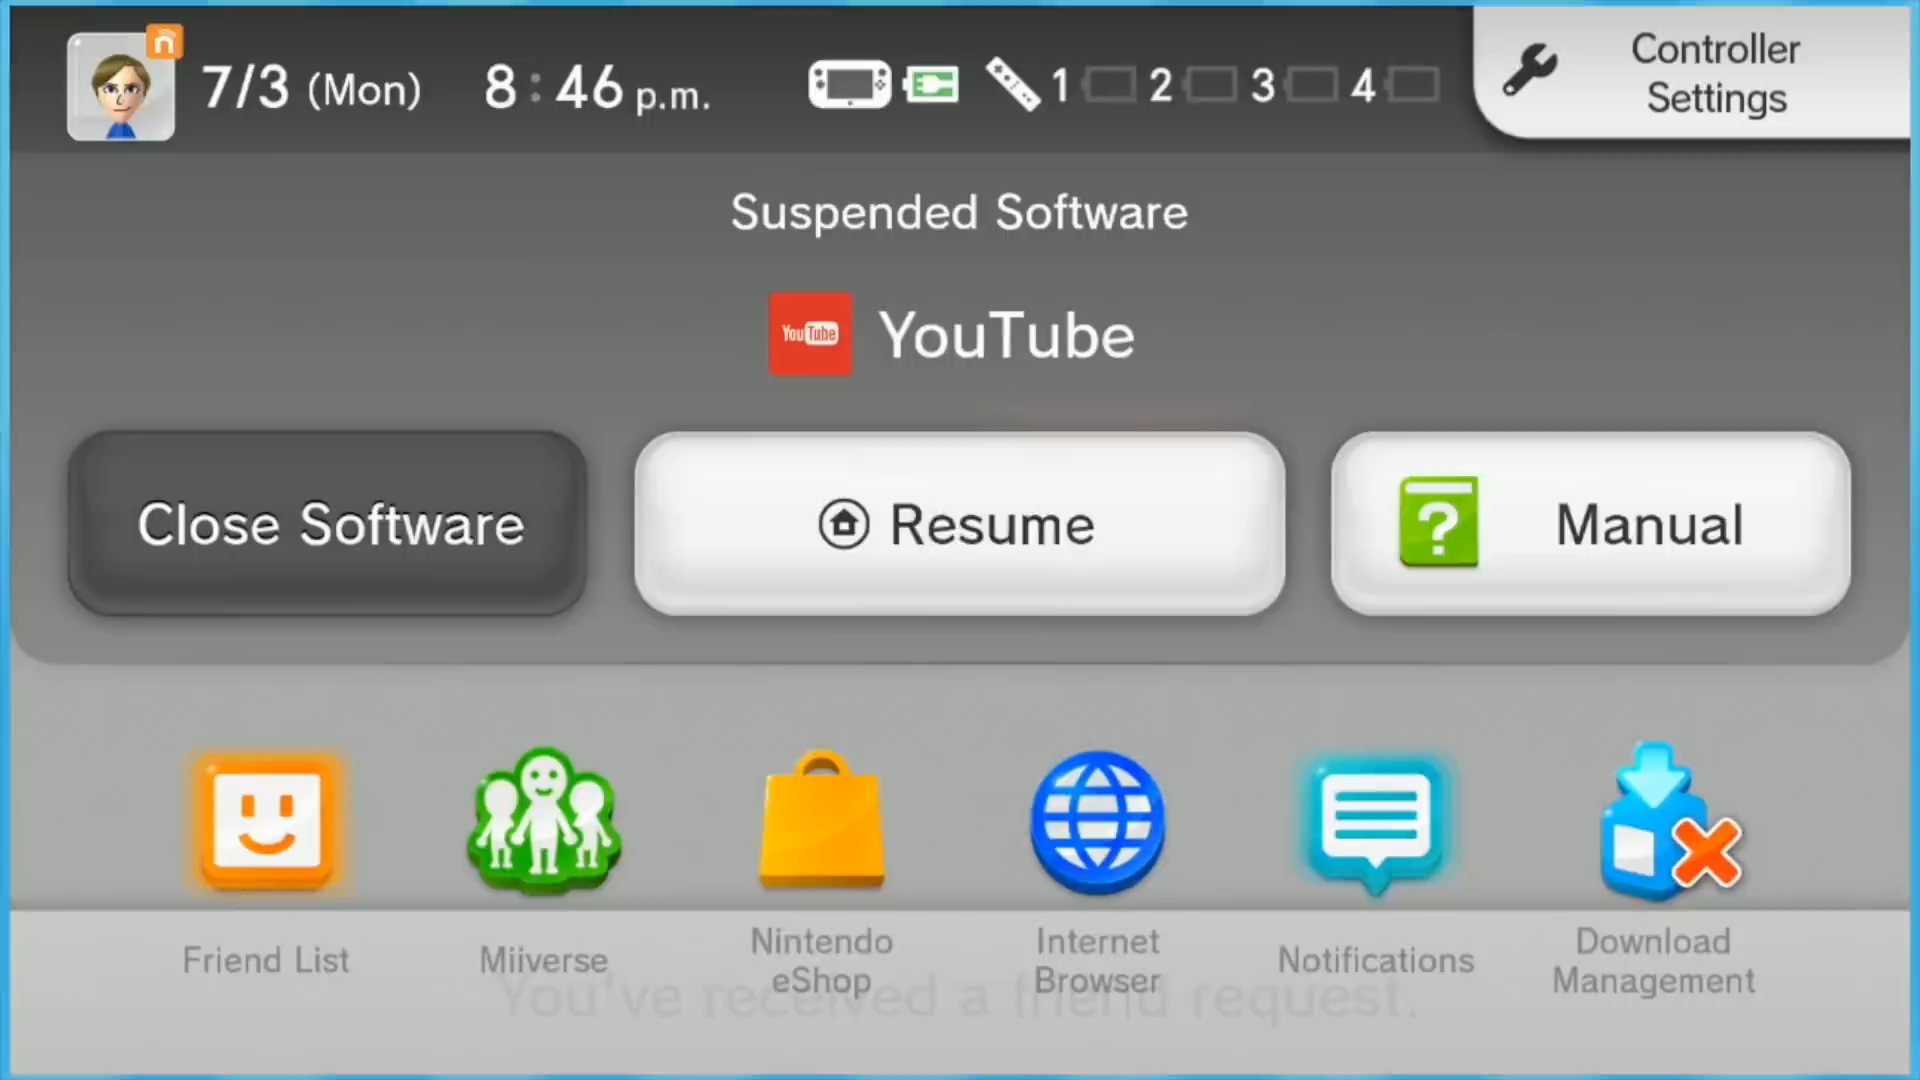 7/3 (Mon) 8:46 p.m. 1 2 3 4
Controller
Settings
Suspended Software
YouTube YouTube
Close Software
Resume
? Manual
Friend List
Miiverse
Nintendo
eShop
Internet
Browser
Notifications
Download
Management
You've received a friend request.